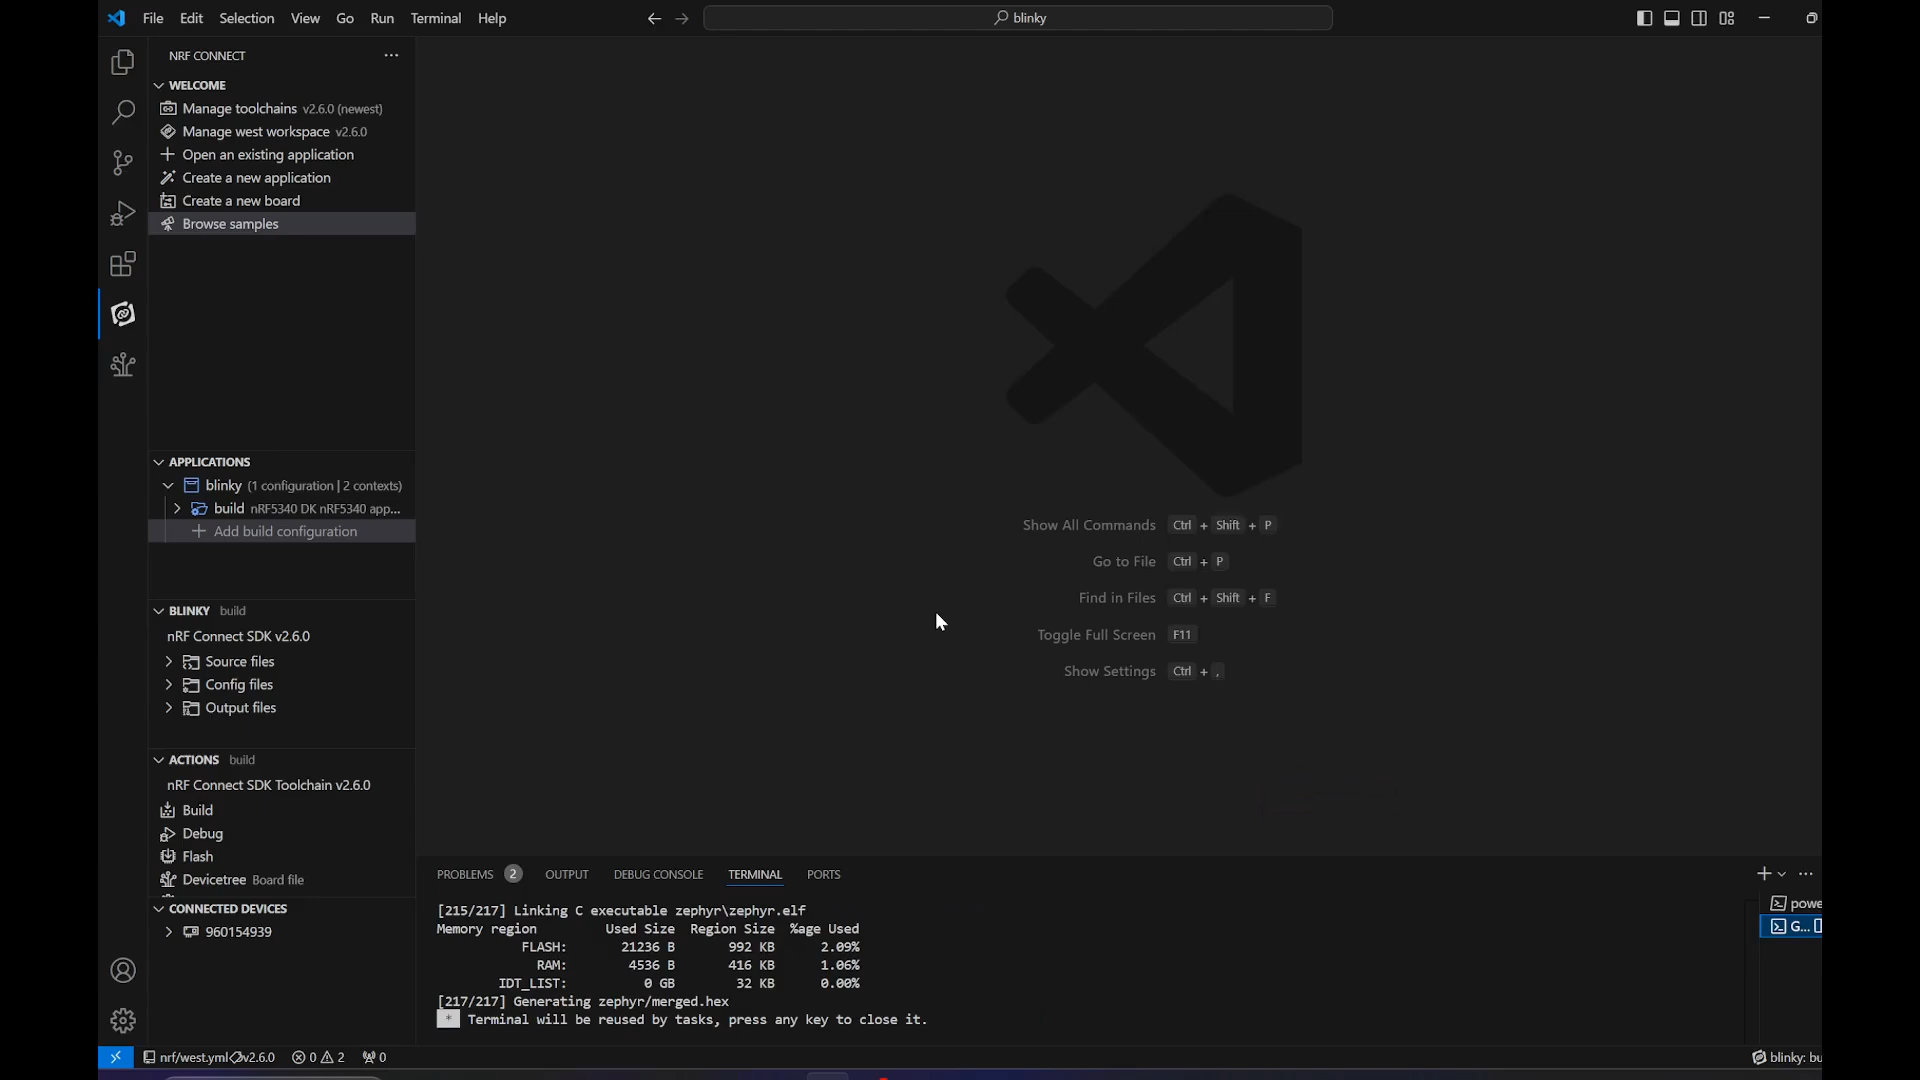 File Edit Selection View Go Run Terminal Help
blinky
NRF CONNECT
WELCOME
Manage toolchains v2.6.0 (newest)
Manage west workspace v2.6.0
Open an existing application
Create a new application
Create a new board
Browse samples
APPLICATIONS
blinky (1 configuration | 2 contexts)
build nRF5340 DK nRF5340 app...
Add build configuration
BLINKY build
nRF Connect SDK v2.6.0
Source files
Config files
Output files
ACTIONS build
nRF Connect SDK Toolchain v2.6.0
Build
Debug
Flash
Devicetree Board file
CONNECTED DEVICES
960154939
Show All Commands Ctrl + Shift + P
Go to File Ctrl + P
Find in Files Ctrl + Shift + F
Toggle Full Screen F11
Show Settings Ctrl + ,
PROBLEMS 2 OUTPUT DEBUG CONSOLE TERMINAL PORTS
[215/217] Linking C executable zephyr\zephyr.elf
Memory region Used Size Region Size %age Used
FLASH: 21236 B 992 KB 2.09%
RAM: 4536 B 416 KB 1.06%
IDT_LIST: 0 GB 32 KB 0.00%
[217/217] Generating zephyr/merged.hex
* Terminal will be reused by tasks, press any key to close it.
powe
G...
nrf/west.yml v2.6.0 0 2 0
blinky: bu